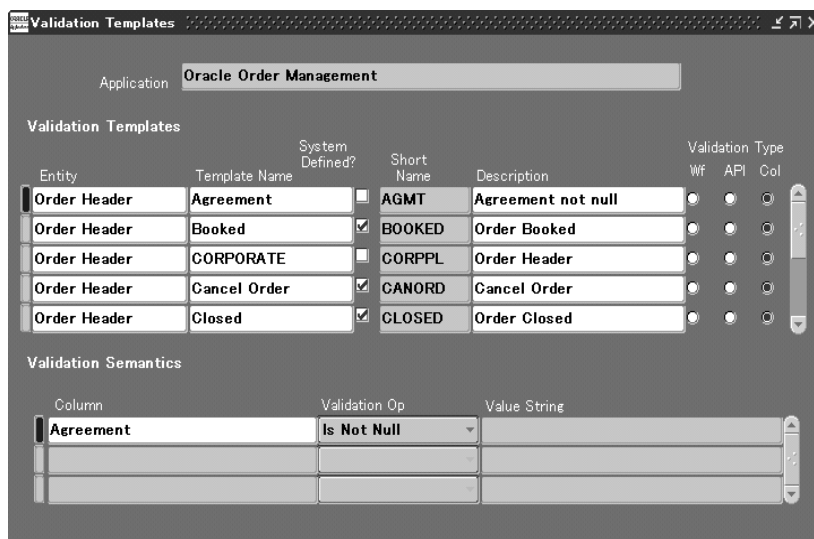 Validation Templates
Application Oracle Order Management
Validation Templates
System Validation Type
Defined? Short
Entity Template Name Name Description Wf API Col
Order Header Agreement AGMT Agreement not null
Order Header Booked BOOKED Order Booked
Order Header CORPORATE CORPPL Order Header
Order Header Cancel Order CANORD Cancel Order
Order Header Closed CLOSED Order Closed
Validation Semantics
Column Validation Op Value String
Agreement Is Not Null